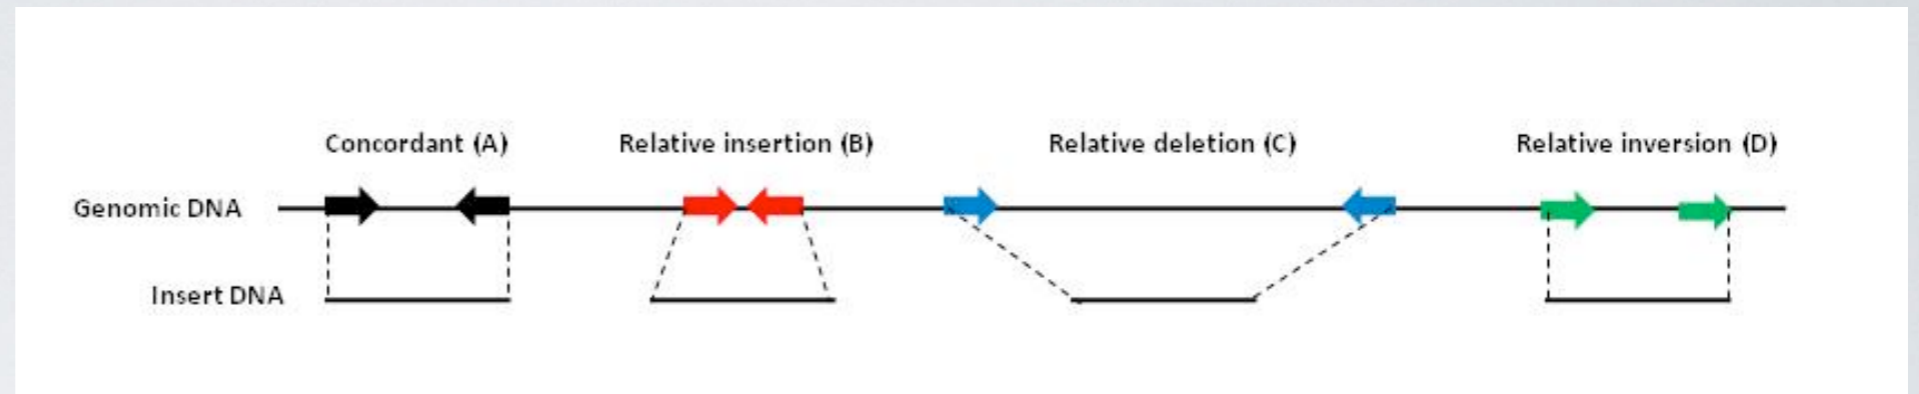 Concordant (A) Relative insertion (B) Relative deletion (C) Relative inversion (D)
Genomic DNA
Insert DNA